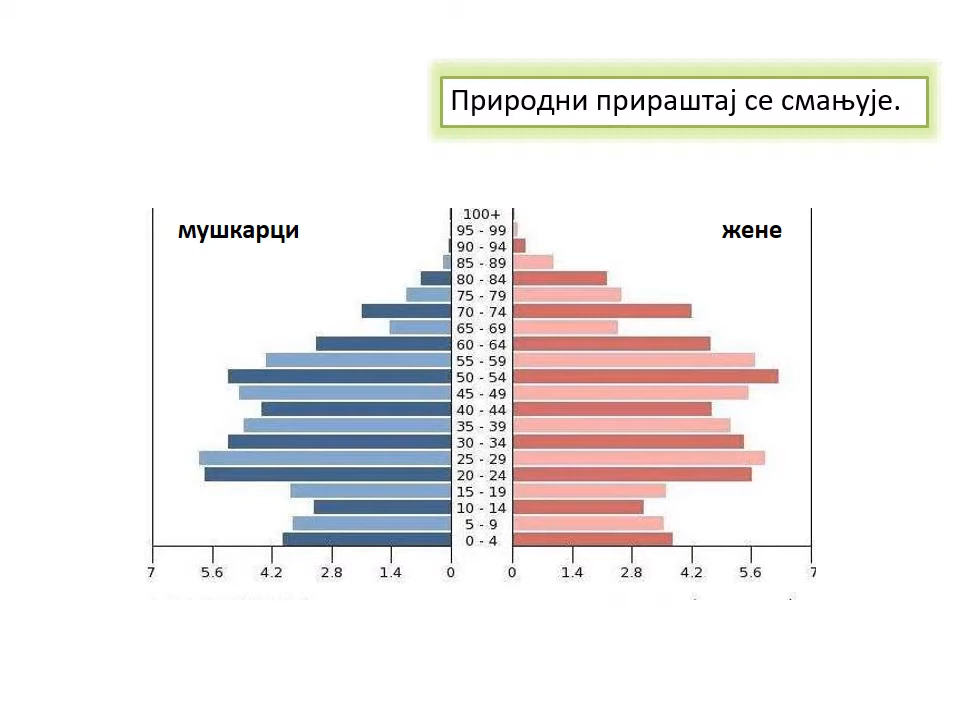 Природни прираштај се смањује.
мушкарци
жене
100+
95 - 99
90 - 94
85 - 89
80 - 84
75 - 79
70 - 74
65 - 69
60 - 64
55 - 59
50 - 54
45 - 49
40 - 44
35 - 39
30 - 34
25 - 29
20 - 24
15 - 19
10 - 14
5 - 9
0 - 4
7 5.6 4.2 2.8 1.4 0 0 1.4 2.8 4.2 5.6 7